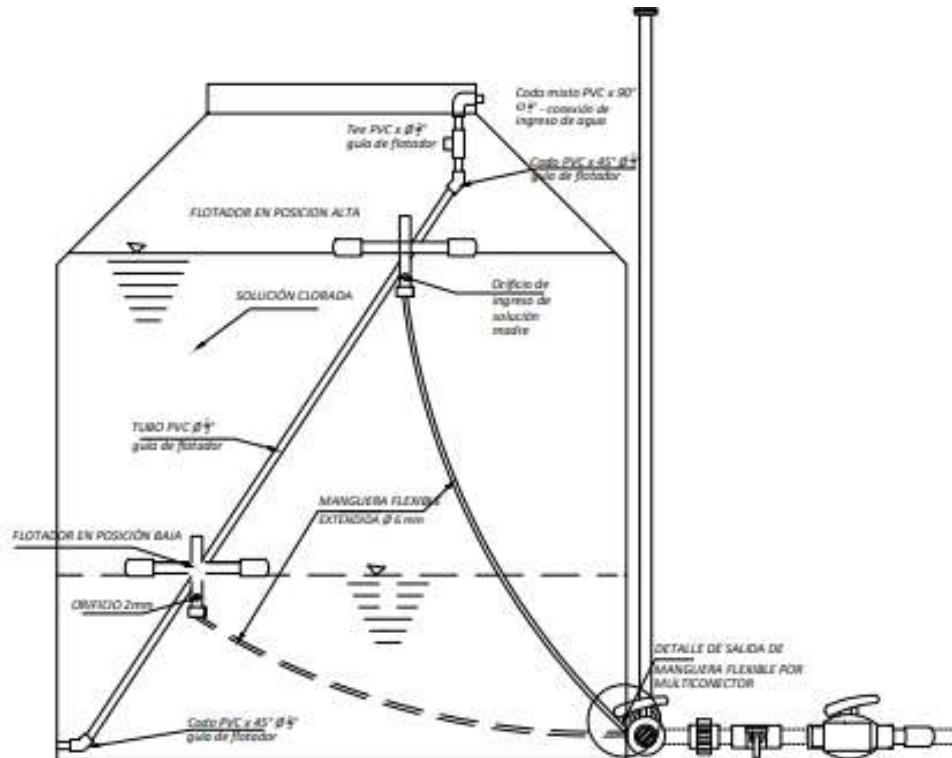 Codo misto PVC x 90°
Ø ½" - conexión de
ingreso de agua
Tee PVC x Ø ½"
guía de flotador
Codo PVC x 45° Ø ½"
guía de flotador
FLOTADOR EN POSICION ALTA
Orificio de
ingreso de
solución
madre
SOLUCIÓN CLORADA
TUBO PVC Ø ½"
guía de flotador
MANGUERA FLEXIBLE
EXTENDIDA Ø 6 mm
FLOTADOR EN POSICIÓN BAJA
ORIFICIO 2mm
DETALLE DE SALIDA DE
MANGUERA FLEXIBLE POR
MULTICONECTOR
Codo PVC x 45° Ø ½"
guía de flotador